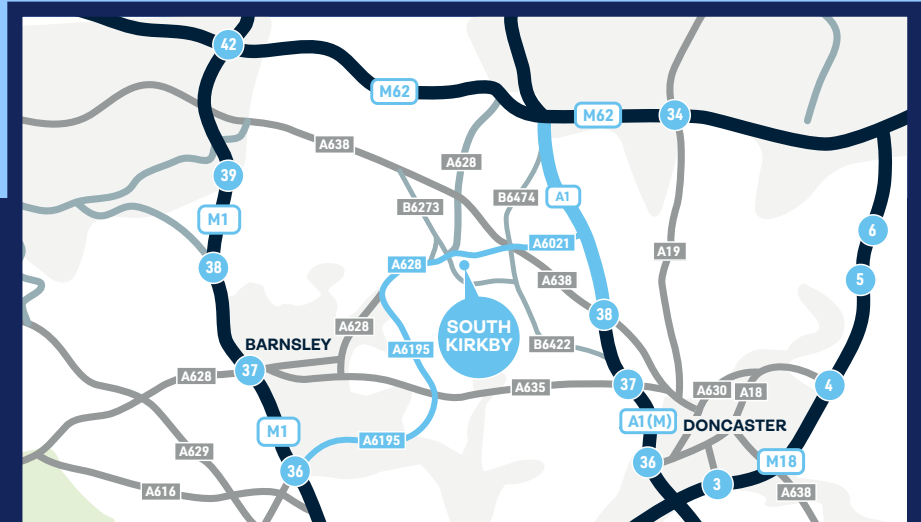 42
M62
M62
34
A638
A628
39
B6273
B6474
A1
M1
6
A6021
A19
38
A628
5
A638
38
SOUTH
KIRKBY
A628
BARNSLEY
A6195
B6422
37
A628
A635
37
A630
A18
4
A1(M)
DONCASTER
M1
A6195
A629
36
36
M18
3
A616
A638